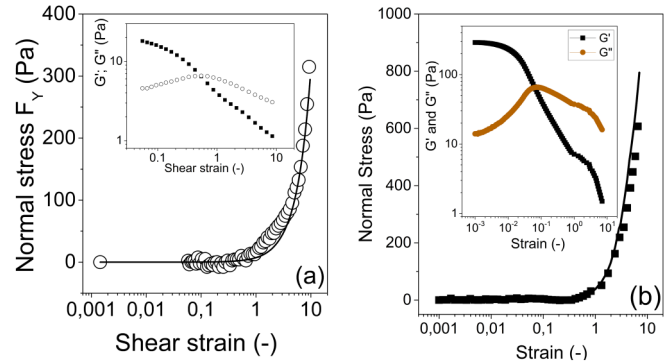 (a)
Normal stress F_Y (Pa)
400
300
200
100
0
0,001 0,01 0,1 1 10
Shear strain (-)
G'; G" (Pa)
10
1
0.1 1 10
Shear strain (-)
(b)
Normal Stress (Pa)
1000
800
600
400
200
0
0,001 0,01 0,1 1 10
Strain (-)
G' and G" (Pa)
100
10
1
10⁻³ 10⁻² 10⁻¹ 10⁰ 10¹
Strain (-)
G'
G"